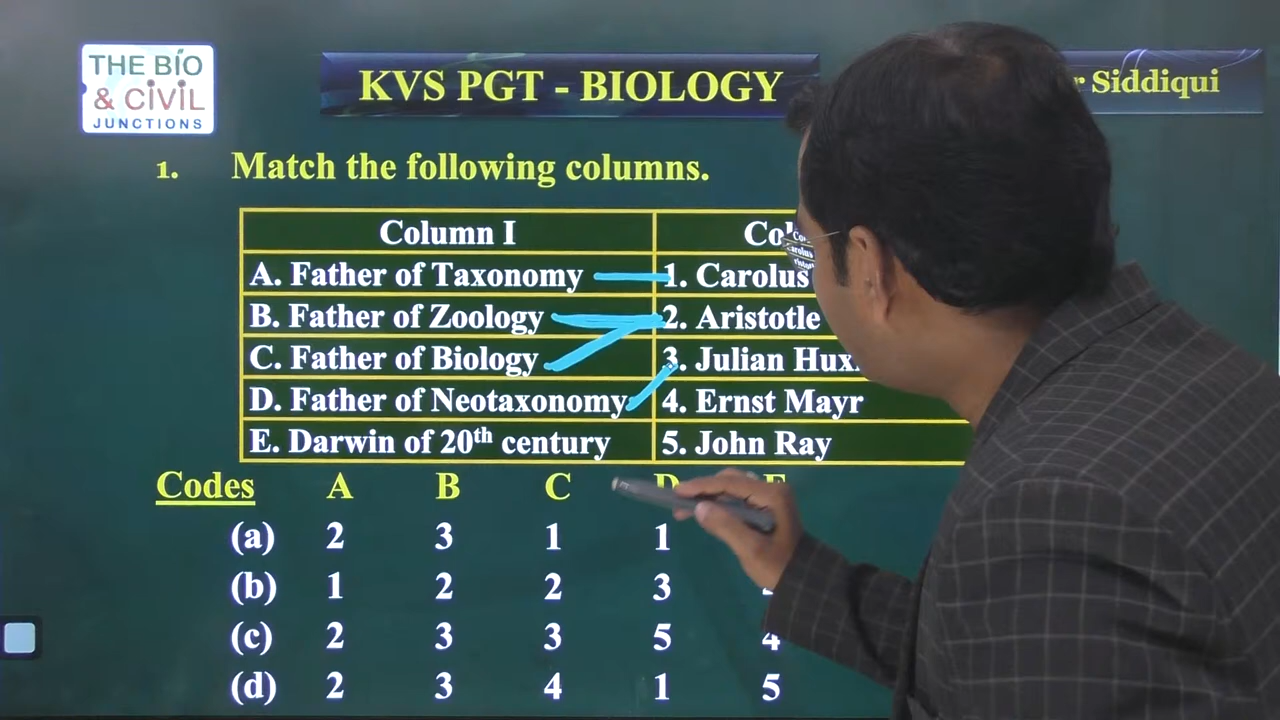 THE BIO
& CIVIL
JUNCTIONS
KVS PGT - BIOLOGY
Siddiqui
1. Match the following columns.
Column I
A. Father of Taxonomy 1. Carolus
B. Father of Zoology 2. Aristotle
C. Father of Biology 3. Julian
D. Father of Neotaxonomy 4. Ernst Mayr
E. Darwin of 20th century 5. John Ray
Codes A B C D E
(a) 2 3 1 1
(b) 1 2 2 3
(c) 2 3 3 5 4
(d) 2 3 4 1 5